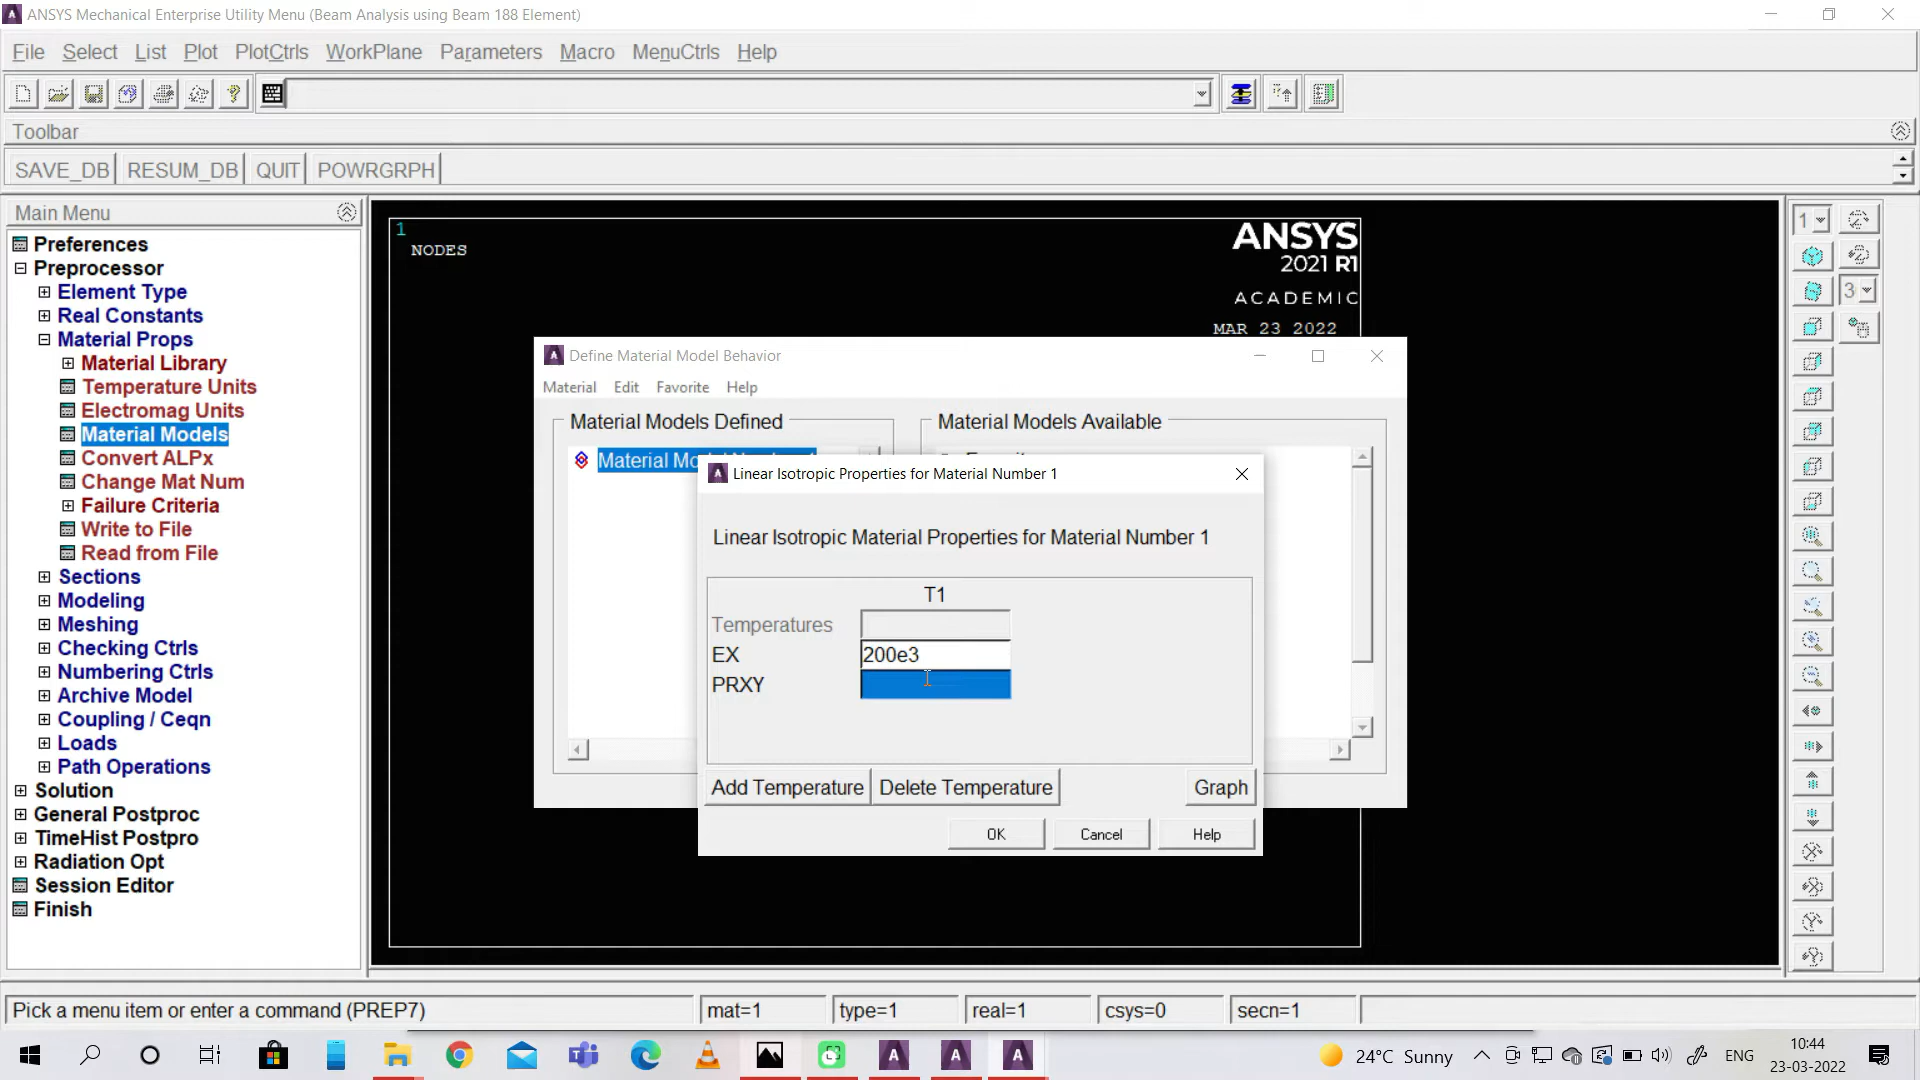 ANSYS Mechanical Enterprise Utility Menu (Beam Analysis using Beam 188 Element)
File Select List Plot PlotCtrls WorkPlane Parameters Macro MenuCtrls Help
Toolbar
SAVE_DB RESUM_DB QUIT POWRGRPH
Main Menu
Preferences
Preprocessor
Element Type
Real Constants
Material Props
Material Library
Temperature Units
Electromag Units
Material Models
Convert ALPx
Change Mat Num
Failure Criteria
Write to File
Read from File
Sections
Modeling
Meshing
Checking Ctrls
Numbering Ctrls
Archive Model
Coupling / Ceqn
Loads
Path Operations
Solution
General Postproc
TimeHist Postpro
Radiation Opt
Session Editor
Finish
1
NODES
ANSYS
2021 R1
ACADEMIC
MAR 23 2022
Define Material Model Behavior
Material Edit Favorite Help
Material Models Defined
Material Models Available
Linear Isotropic Properties for Material Number 1
Linear Isotropic Material Properties for Material Number 1
T1
Temperatures
EX 200e3
PRXY
Add Temperature Delete Temperature Graph
OK Cancel Help
1
3
Pick a menu item or enter a command (PREP7) mat=1 type=1 real=1 csys=0 secn=1
24°C Sunny ENG 10:44
23-03-2022